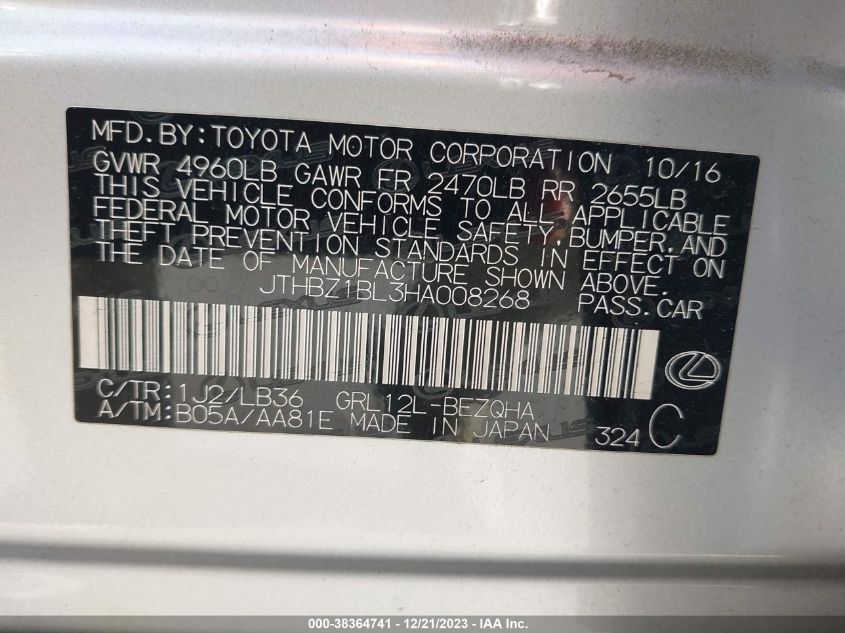 MFD.BY:TOYOTA MOTOR CORPORATION 10/16
GVWR 4960LB GAWR FR 2470LB RR 2655LB
THIS VEHICLE CONFORMS TO ALL APPLICABLE
FEDERAL MOTOR VEHICLE SAFETY,BUMPER,AND
THEFT PREVENTION STANDARDS IN EFFECT ON
THE DATE OF MANUFACTURE SHOWN ABOVE.
JTHBZ1BL3HA008268 PASS.CAR
C/TR:1J2/LB36 GRL12L-BEZQHA
A/TM:B05A/AA81E MADE IN JAPAN 324 C
000-38364741 - 12/21/2023 - IAA Inc.